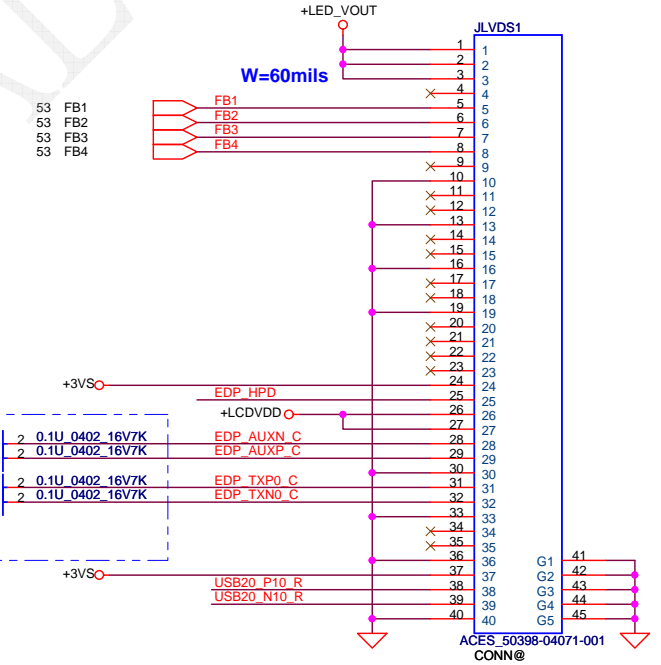 +LED_VOUT
JLVDS1
W=60mils
1 1
2 2
3 3
4 4
53 FB1 FB1 5 5
53 FB2 FB2 6 6
53 FB3 FB3 7 7
53 FB4 FB4 8 8
9 9
10 10
11 11
12 12
13 13
14 14
15 15
16 16
17 17
18 18
19 19
20 20
21 21
22 22
23 23
+3VS 24 24
EDP_HPD 25 25
+LCDVDD 26 26
27 27
2 0.1U_0402_16V7K EDP_AUXN_C 28 28
2 0.1U_0402_16V7K EDP_AUXP_C 29 29
30 30
2 0.1U_0402_16V7K EDP_TXP0_C 31 31
2 0.1U_0402_16V7K EDP_TXN0_C 32 32
33 33
34 34
35 35
36 36 G1 41
+3VS 37 37 G2 42
USB20_P10_R 38 38 G3 43
USB20_N10_R 39 39 G4 44
40 40 G5 45
ACES_50398-04071-001
CONN@